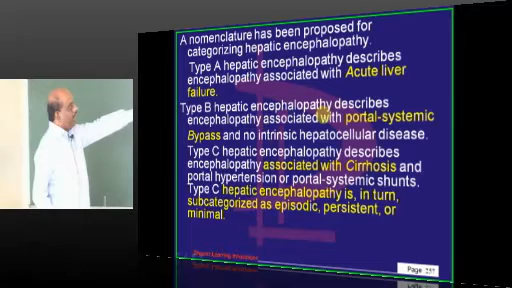 A nomenclature has been proposed for
categorizing hepatic encephalopathy.
Type A hepatic encephalopathy describes
encephalopathy associated with Acute liver
failure.
Type B hepatic encephalopathy describes
encephalopathy associated with portal-systemic
Bypass and no intrinsic hepatocellular disease.
Type C hepatic encephalopathy describes
encephalopathy associated with Cirrhosis and
portal hypertension or portal-systemic shunts.
Type C hepatic encephalopathy is, in turn,
subcategorized as episodic, persistent, or
minimal.